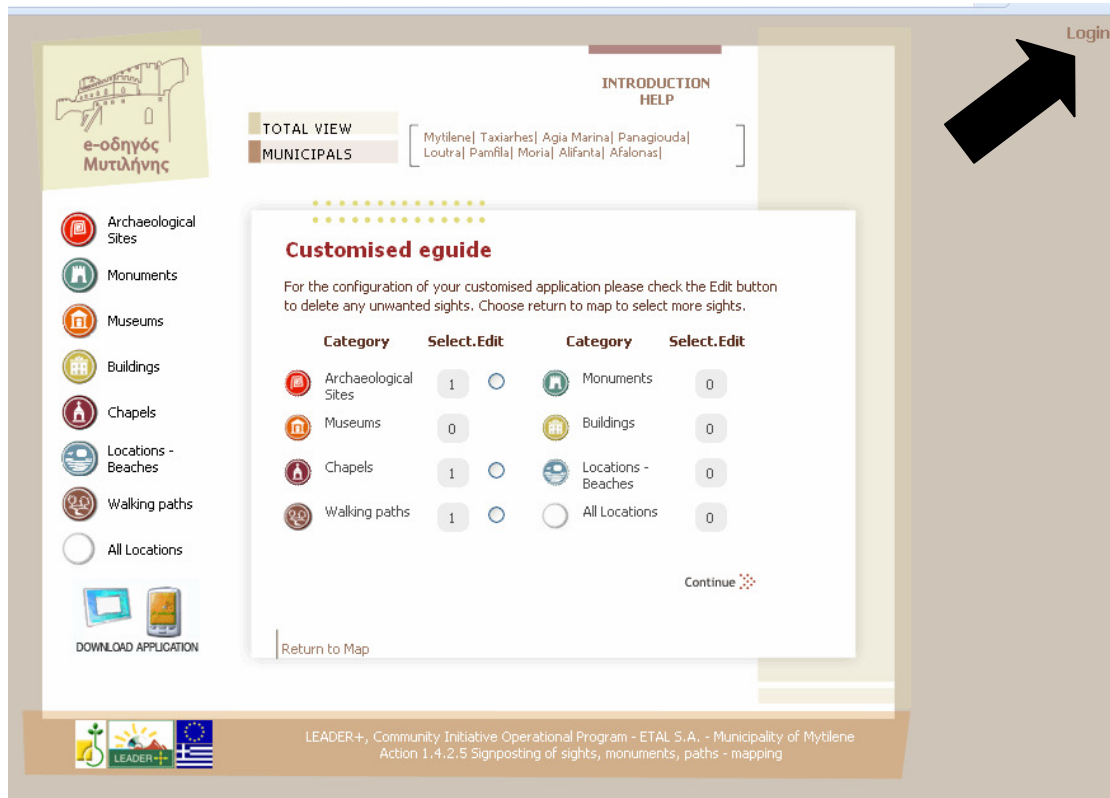 Login
INTRODUCTION
HELP
e-οδηγός
Μυτιλήνης
TOTAL VIEW
MUNICIPALS
Mytilene| Taxiarhes| Agia Marina| Panagiouda|
Loutra| Pamfila| Moria| Alifanta| Afalonas|
Archaeological
Sites
Monuments
Museums
Buildings
Chapels
Locations -
Beaches
Walking paths
All Locations
DOWNLOAD APPLICATION
Customised eguide
For the configuration of your customised application please check the Edit button
to delete any unwanted sights. Choose return to map to select more sights.
Category Select.Edit Category Select.Edit
Archaeological
Sites
1
Monuments
0
Museums
0
Buildings
0
Chapels
1
Locations -
Beaches
0
Walking paths
1
All Locations
0
Continue
Return to Map
LEADER+
LEADER+, Community Initiative Operational Program - ETAL S.A. - Municipality of Mytilene
Action 1.4.2.5 Signposting of sights, monuments, paths - mapping